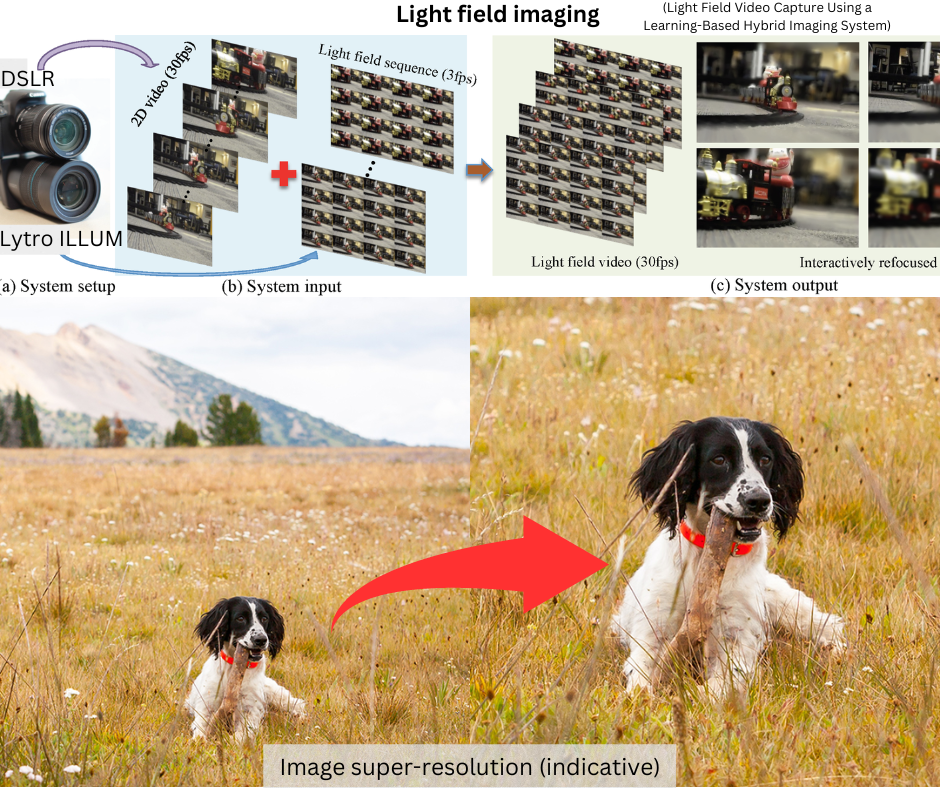 Light field imaging
(Light Field Video Capture Using a
Learning-Based Hybrid Imaging System)
DSLR
2D video (30fps)
Light field sequence (3fps)
Lytro ILLUM
Light field video (30fps)
Interactively refocused
(a) System setup
(b) System input
(c) System output
Image super-resolution (indicative)